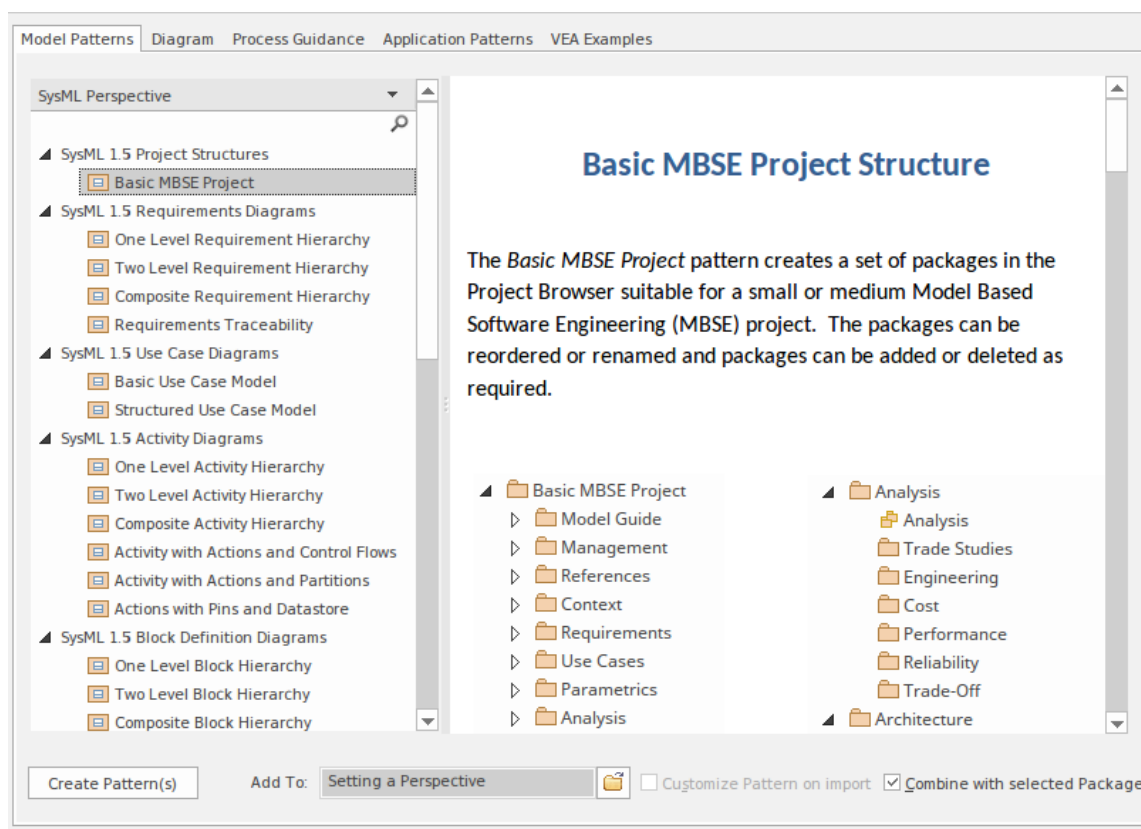 Model Patterns Diagram Process Guidance Application Patterns VEA Examples
SysML Perspective
SysML 1.5 Project Structures
Basic MBSE Project
SysML 1.5 Requirements Diagrams
One Level Requirement Hierarchy
Two Level Requirement Hierarchy
Composite Requirement Hierarchy
Requirements Traceability
SysML 1.5 Use Case Diagrams
Basic Use Case Model
Structured Use Case Model
SysML 1.5 Activity Diagrams
One Level Activity Hierarchy
Two Level Activity Hierarchy
Composite Activity Hierarchy
Activity with Actions and Control Flows
Activity with Actions and Partitions
Actions with Pins and Datastore
SysML 1.5 Block Definition Diagrams
One Level Block Hierarchy
Two Level Block Hierarchy
Composite Block Hierarchy
Basic MBSE Project Structure
The Basic MBSE Project pattern creates a set of packages in the
Project Browser suitable for a small or medium Model Based
Software Engineering (MBSE) project. The packages can be
reordered or renamed and packages can be added or deleted as
required.
Basic MBSE Project
Model Guide
Management
References
Context
Requirements
Use Cases
Parametrics
Analysis
Analysis
Analysis
Trade Studies
Engineering
Cost
Performance
Reliability
Trade-Off
Architecture
Create Pattern(s) Add To: Setting a Perspective Customize Pattern on import Combine with selected Package